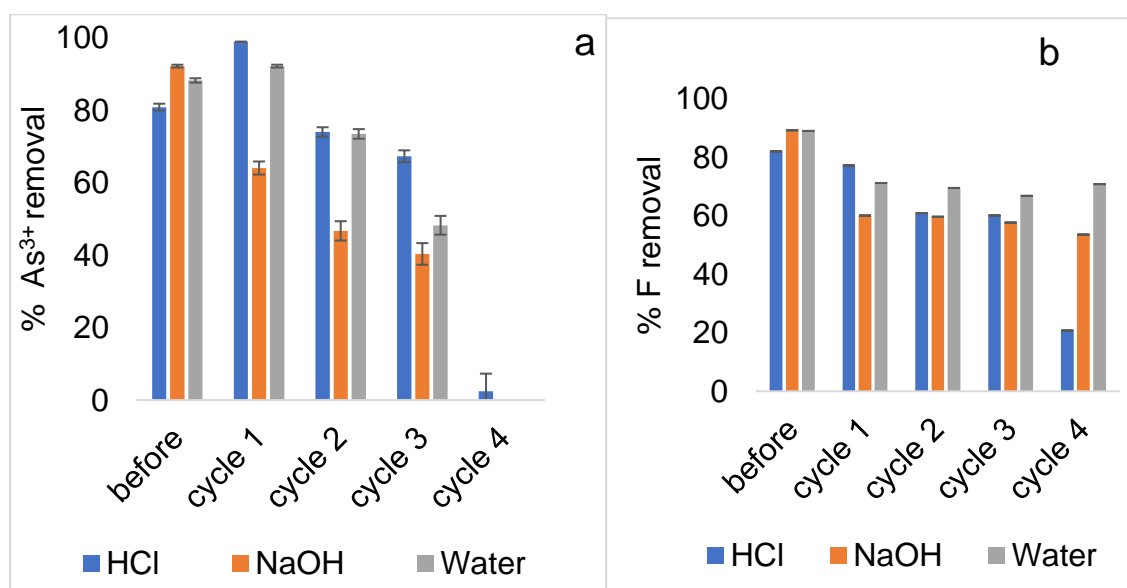 a
% As³⁺ removal
100
80
60
40
20
0
before
cycle 1
cycle 2
cycle 3
cycle 4
HCl
NaOH
Water
b
% F removal
100
80
60
40
20
0
before
cycle 1
cycle 2
cycle 3
cycle 4
HCl
NaOH
Water